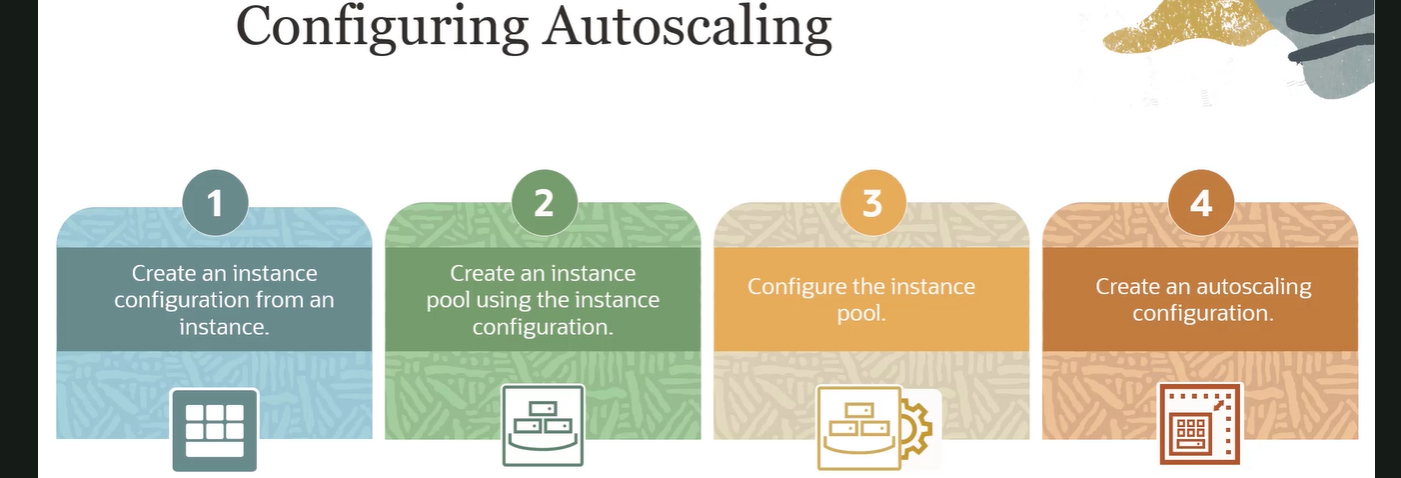 Configuring Autoscaling
1
Create an instance
configuration from an
instance.
2
Create an instance
pool using the instance
configuration.
3
Configure the instance
pool.
4
Create an autoscaling
configuration.